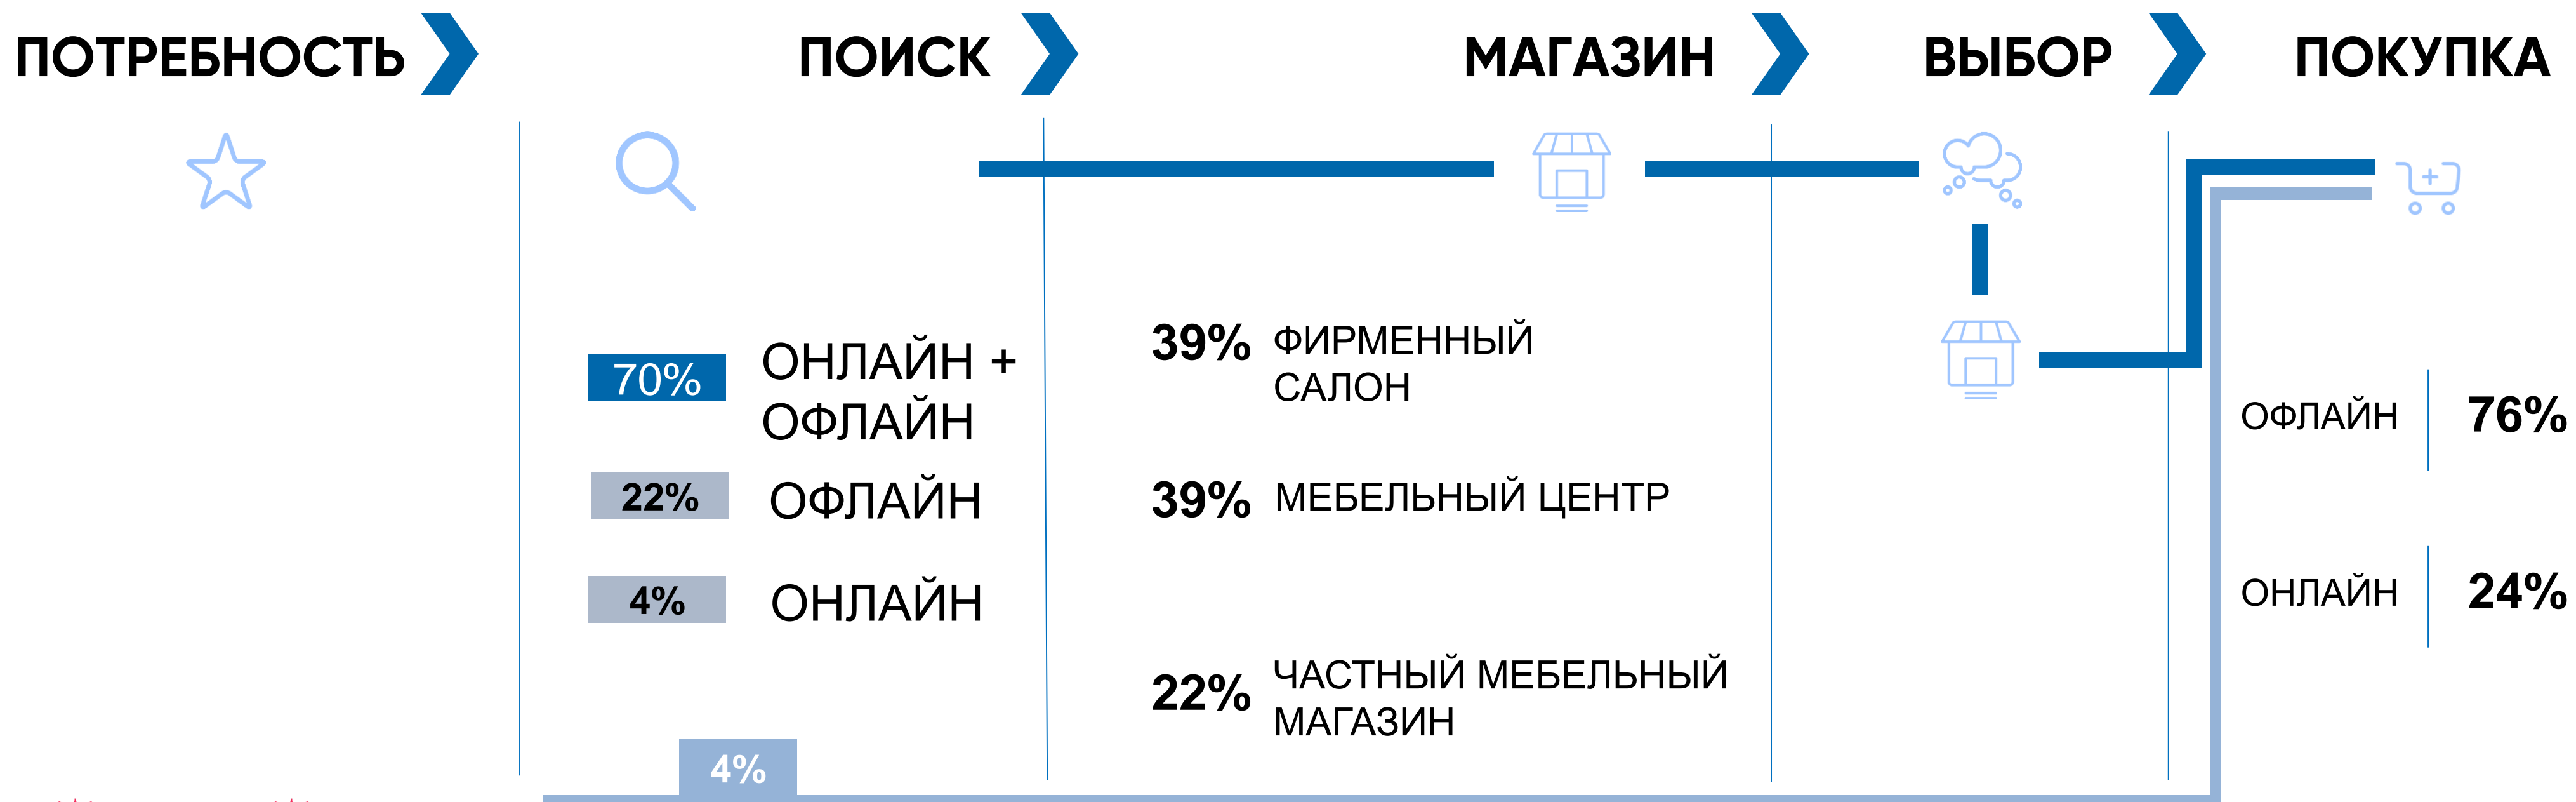 ПОТРЕБНОСТЬ
ПОИСК
МАГАЗИН
ВЫБОР
ПОКУПКА
70%
ОНЛАЙН +
ОФЛАЙН
22%
ОФЛАЙН
4%
ОНЛАЙН
4%
39%
ФИРМЕННЫЙ
САЛОН
39%
МЕБЕЛЬНЫЙ ЦЕНТР
22%
ЧАСТНЫЙ МЕБЕЛЬНЫЙ
МАГАЗИН
ОФЛАЙН
76%
ОНЛАЙН
24%